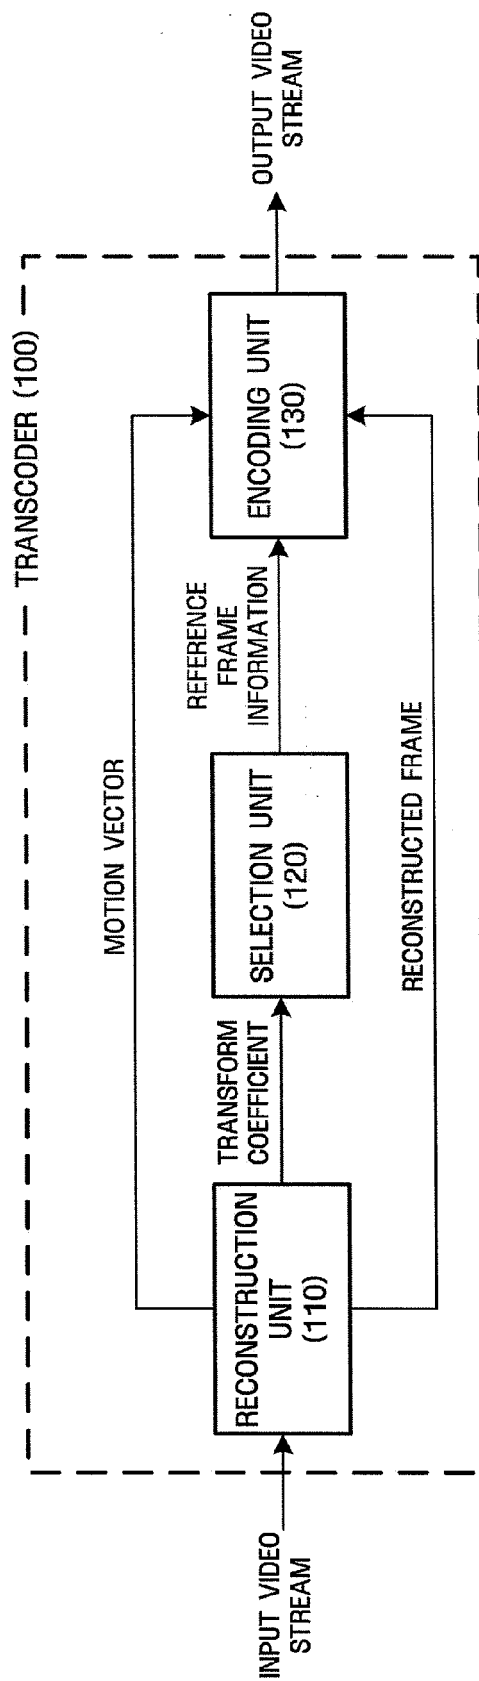 TRANSCODER (100)
INPUT VIDEO
STREAM
RECONSTRUCTION
UNIT
(110)
MOTION VECTOR
TRANSFORM
COEFFICIENT
SELECTION UNIT
(120)
REFERENCE
FRAME
INFORMATION
RECONSTRUCTED FRAME
ENCODING UNIT
(130)
OUTPUT VIDEO
STREAM